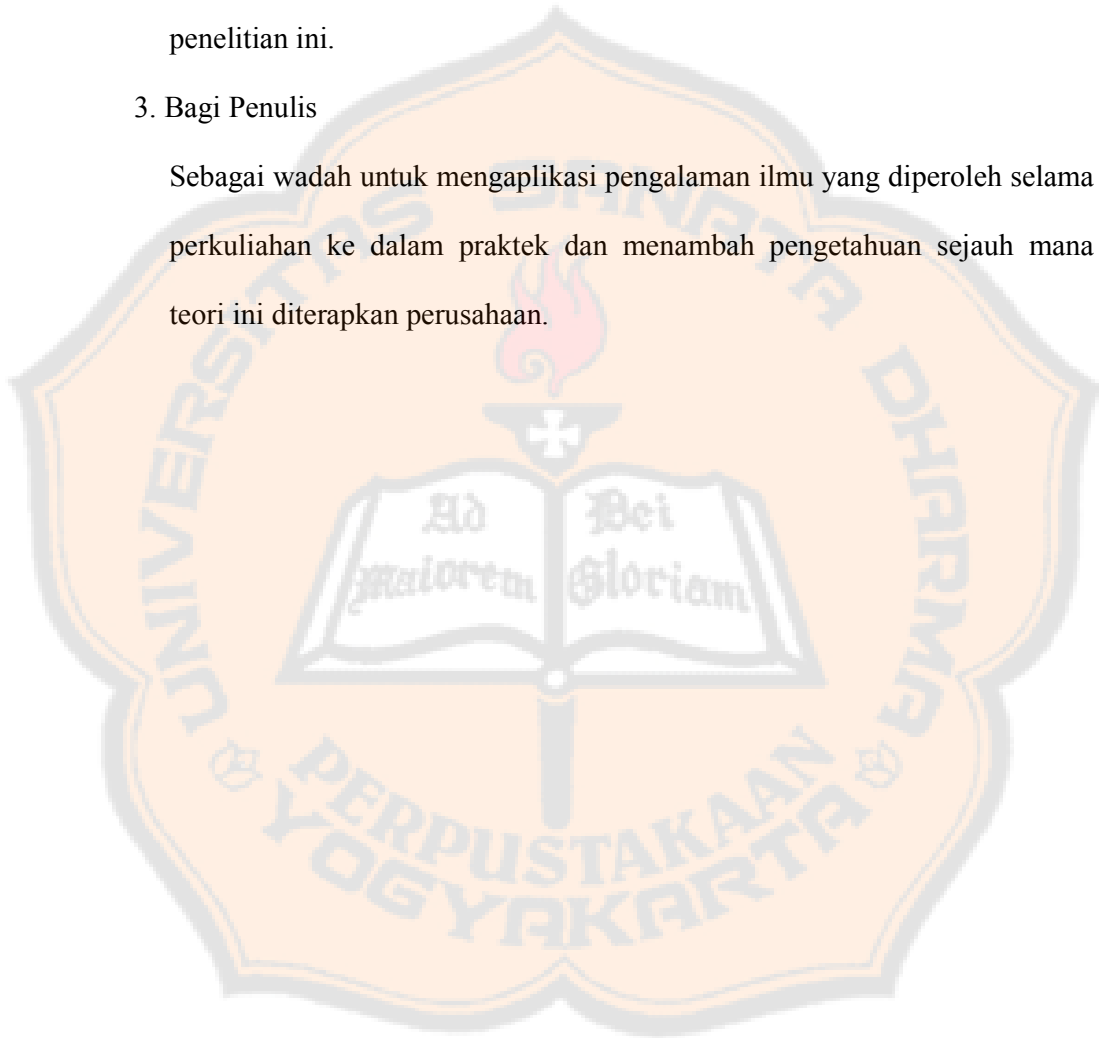 penelitian ini.
3. Bagi Penulis
Sebagai wadah untuk mengaplikasi pengalaman ilmu yang diperoleh selama
perkuliahan ke dalam praktek dan menambah pengetahuan sejauh mana
teori ini diterapkan perusahaan.
UNIVERSITAS SANATA DHARMA
Ad
Dei
Maiorem
Gloriam
PERPUSTAKAAN
YOGYAKARTA